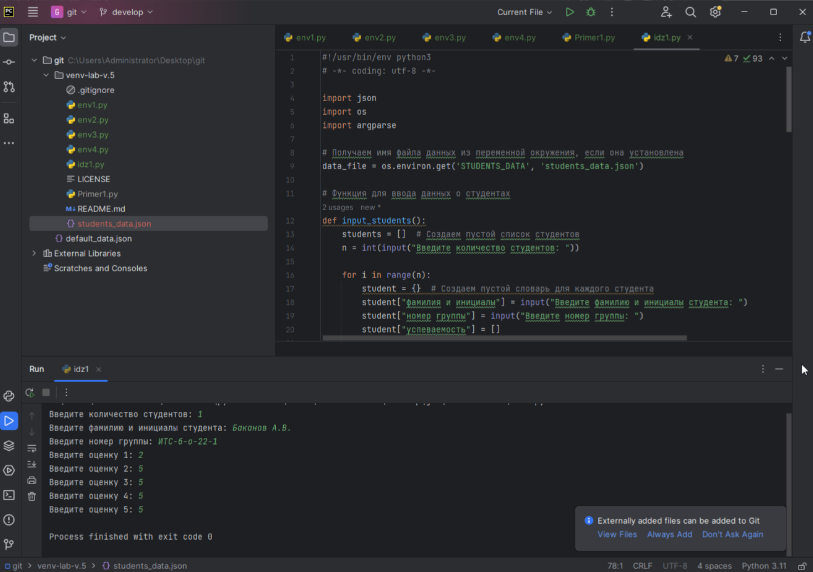 PC
G git
develop
Current File
Project
git C:\Users\Administrator\Desktop\git
venv-lab-v.5
.gitignore
env1.py
env2.py
env3.py
env4.py
idz1.py
LICENSE
Primer1.py
M↓ README.md
{} students_data.json
{} default_data.json
External Libraries
Scratches and Consoles
env1.py env2.py env3.py env4.py Primer1.py idz1.py
7 93
1 #!/usr/bin/env python3
2 # -*- coding: utf-8 -*-
3
4 import json
5 import os
6 import argparse
7
8 # Получаем имя файла данных из переменной окружения, если она установлена
9 data_file = os.environ.get('STUDENTS_DATA', 'students_data.json')
10
11 # Функция для ввода данных о студентах
2 usages new *
12 def input_students():
13 students = [] # Создаем пустой список студентов
14 n = int(input("Введите количество студентов: "))
15
16 for i in range(n):
17 student = {} # Создаем пустой словарь для каждого студента
18 student["фамилия и инициалы"] = input("Введите фамилию и инициалы студента: ")
19 student["номер группы"] = input("Введите номер группы: ")
20 student["успеваемость"] = []
Run idz1
Введите количество студентов: 1
Введите фамилию и инициалы студента: Баканов А.В.
Введите номер группы: ИТС-б-о-22-1
Введите оценку 1: 2
Введите оценку 2: 5
Введите оценку 3: 5
Введите оценку 4: 5
Введите оценку 5: 5
Process finished with exit code 0
Externally added files can be added to Git
View Files Always Add Don't Ask Again
git > venv-lab-v.5 > {} students_data.json
78:1 CRLF UTF-8 4 spaces Python 3.11